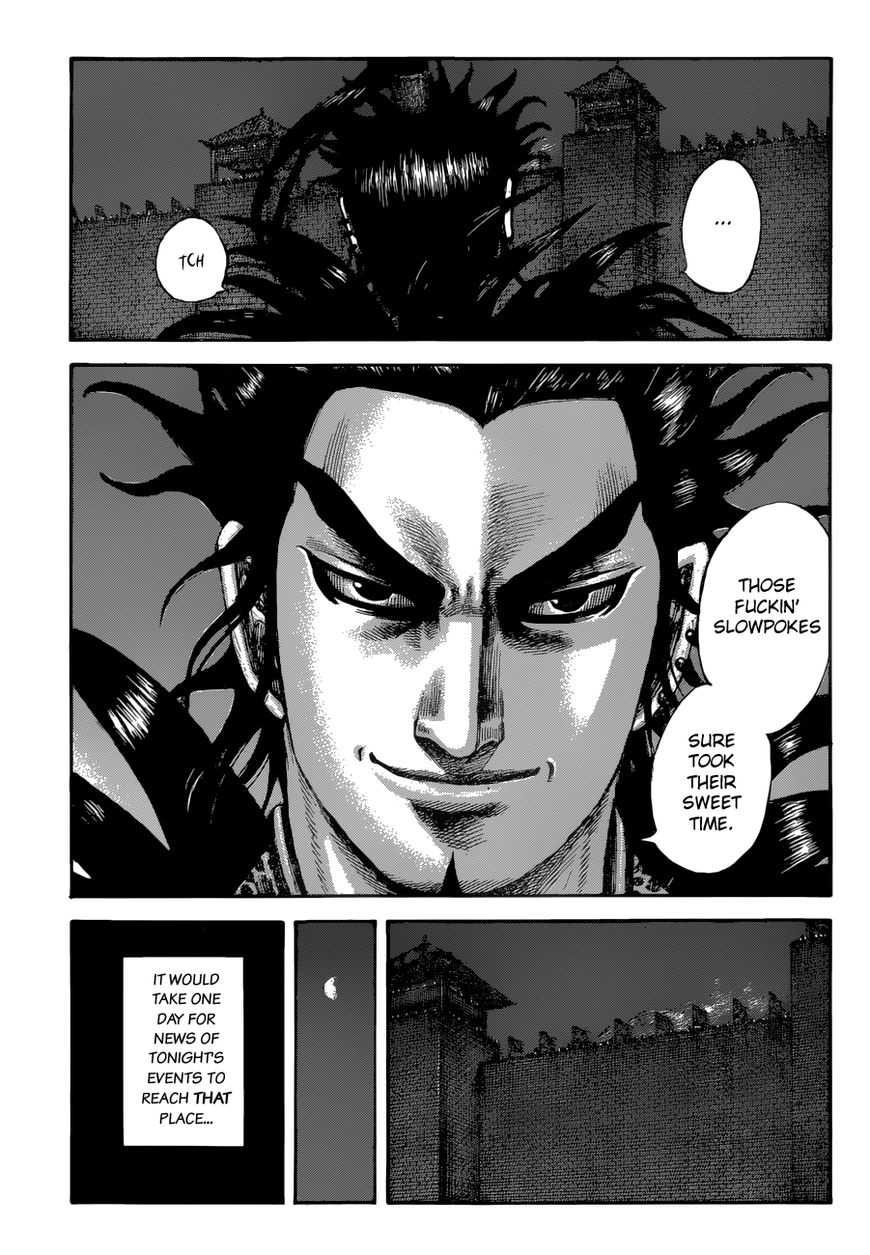 ...
TCH
THOSE
FUCKIN'
SLOWPOKES
SURE
TOOK
THEIR
SWEET
TIME.
IT WOULD
TAKE ONE
DAY FOR
NEWS OF
TONIGHT'S
EVENTS TO
REACH THAT
PLACE...